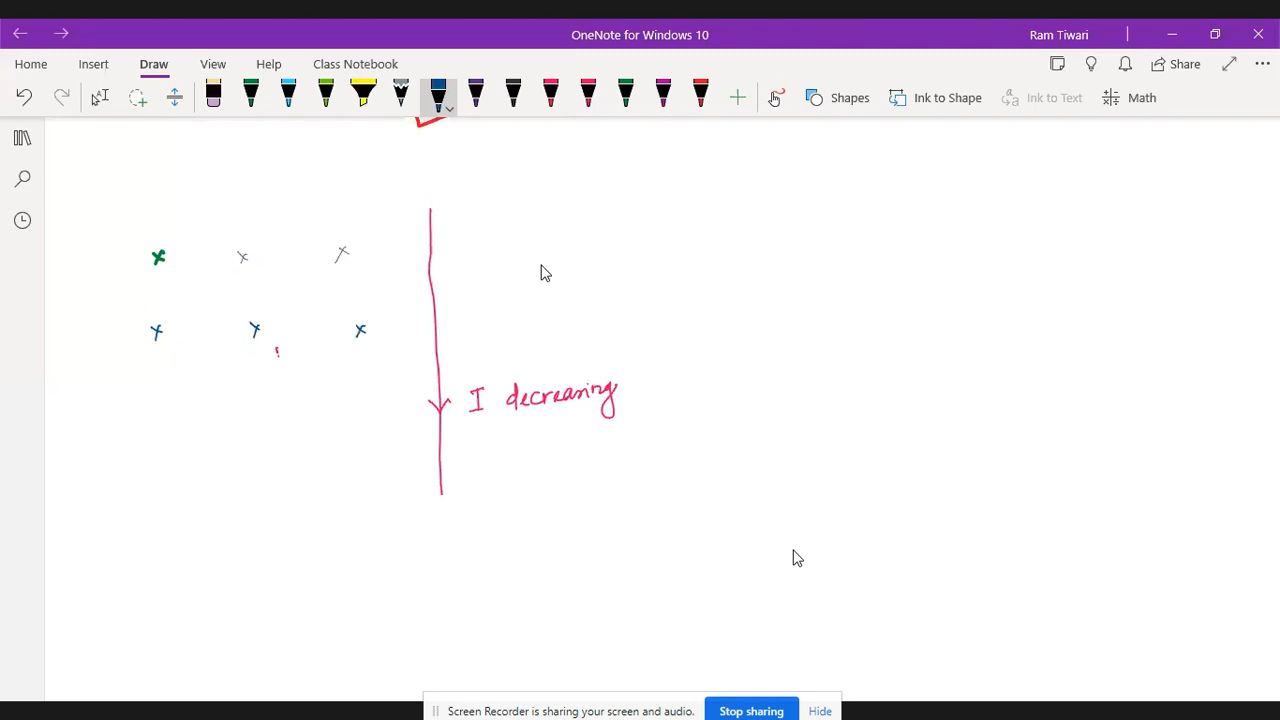 OneNote for Windows 10
Ram Tiwari
Home Insert Draw View Help Class Notebook
Share
Shapes Ink to Shape Ink to Text Math
x x x
x x x
I decreasing
Screen Recorder is sharing your screen and audio. Stop sharing Hide